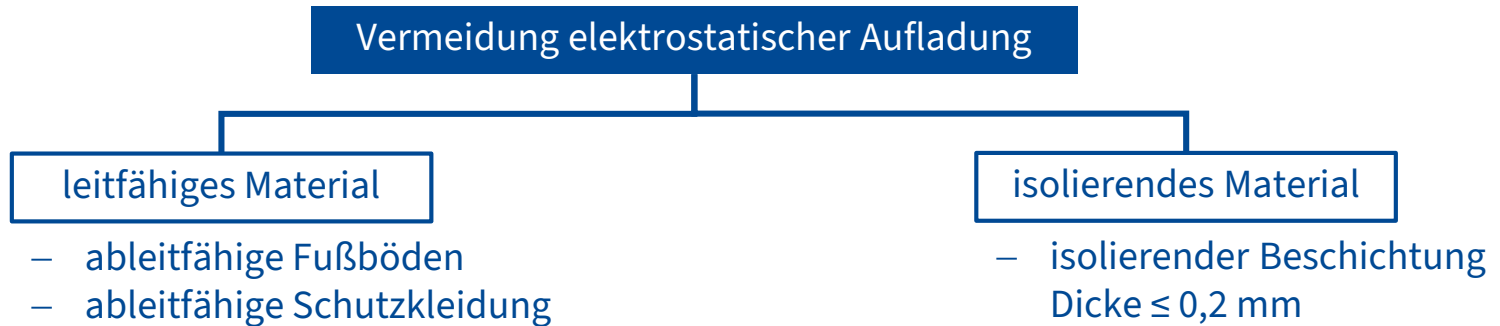 Vermeidung elektrostatischer Aufladung
leitfähiges Material
– ableitfähige Fußböden
– ableitfähige Schutzkleidung
isolierendes Material
– isolierender Beschichtung
Dicke ≤ 0,2 mm